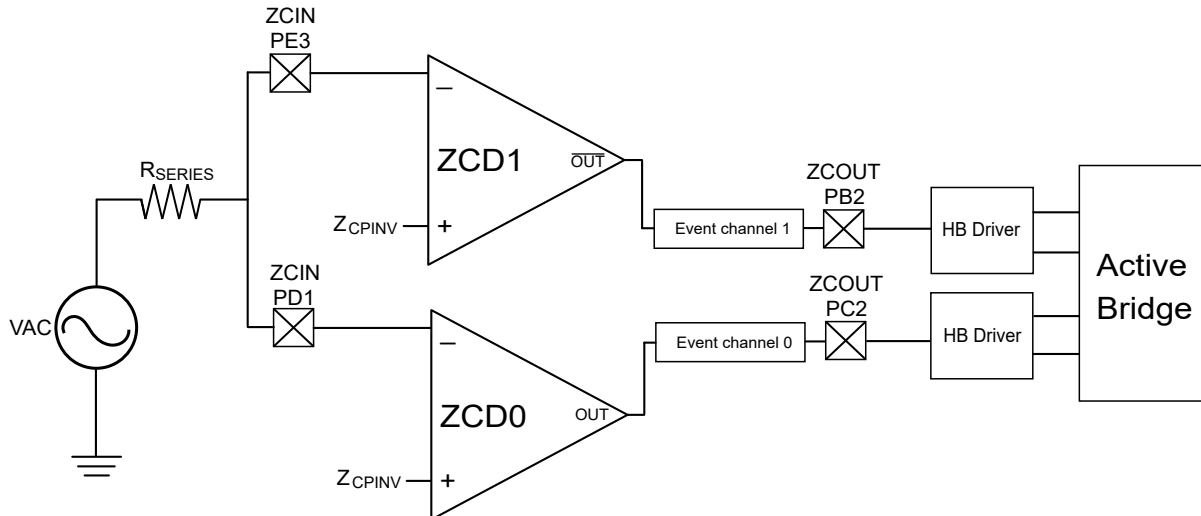 ZCIN
PE3
−
ZCD1
OUT
RSERIES
ZCPINV
+
Event channel 1
ZCOUT
PB2
HB Driver
Active
Bridge
VAC
ZCIN
PD1
−
ZCD0
OUT
ZCPINV
+
Event channel 0
ZCOUT
PC2
HB Driver